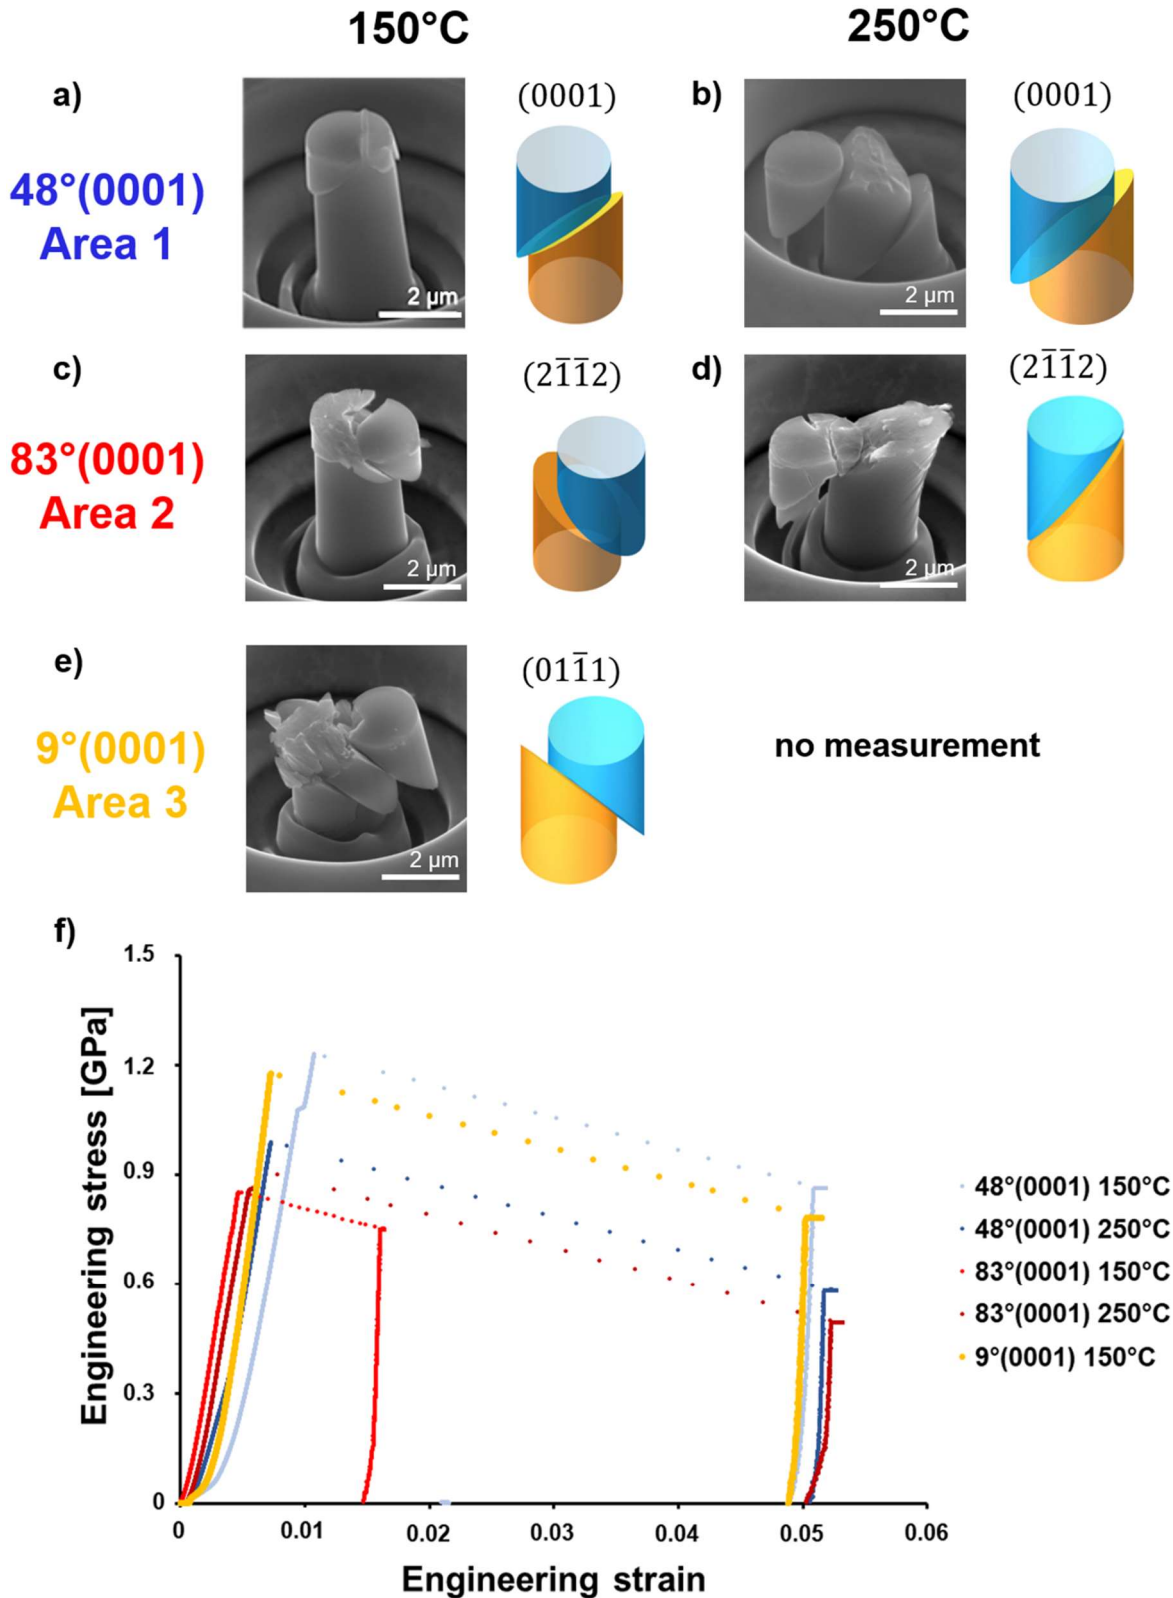 150°C
250°C
a)
(0001)
b)
(0001)
48°(0001)
Area 1
2 µm
2 µm
c)
(21̄1̄2)
d)
(21̄1̄2)
83°(0001)
Area 2
2 µm
2 µm
e)
(011̄1)
9°(0001)
Area 3
no measurement
2 µm
f)
1.5
1.2
0.9
0.6
0.3
0
Engineering stress [GPa]
48°(0001) 150°C
48°(0001) 250°C
83°(0001) 150°C
83°(0001) 250°C
9°(0001) 150°C
0
0.01
0.02
0.03
0.04
0.05
0.06
Engineering strain